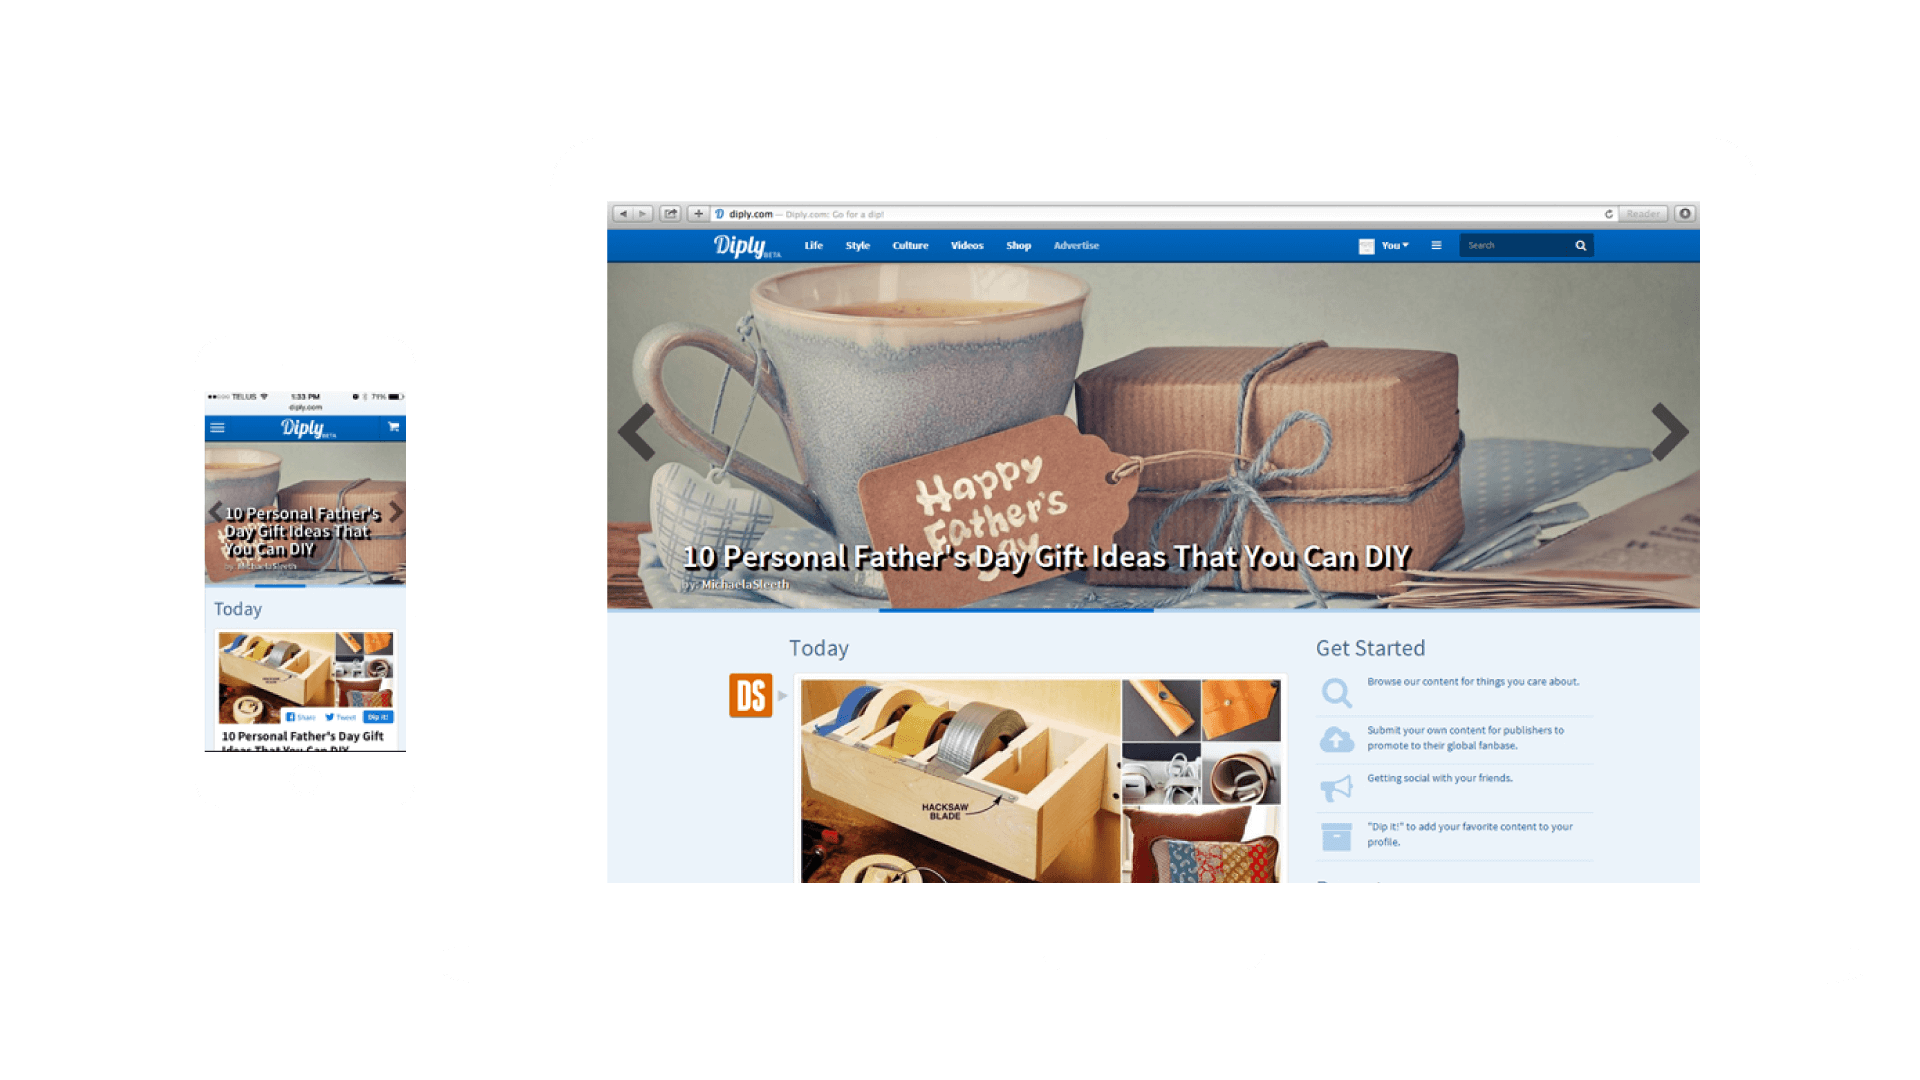 TELUS 1:33 PM 71%
diply.com
Diply BETA
10 Personal Father's
Day Gift Ideas That
You Can DIY
by: MichaelaSleeth
Today
HACKSAW
BLADE
Share Tweet Dip it!
10 Personal Father's Day Gift
Ideas That You Can DIY
diply.com — Diply.com: Go for a dip!
Reader
Diply BETA Life Style Culture Videos Shop Advertise You Search
Happy
Father's
Day
10 Personal Father's Day Gift Ideas That You Can DIY
by: MichaelaSleeth
Today
DS
HACKSAW
BLADE
Get Started
Browse our content for things you care about.
Submit your own content for publishers to
promote to their global fanbase.
Getting social with your friends.
"Dip it!" to add your favorite content to your
profile.